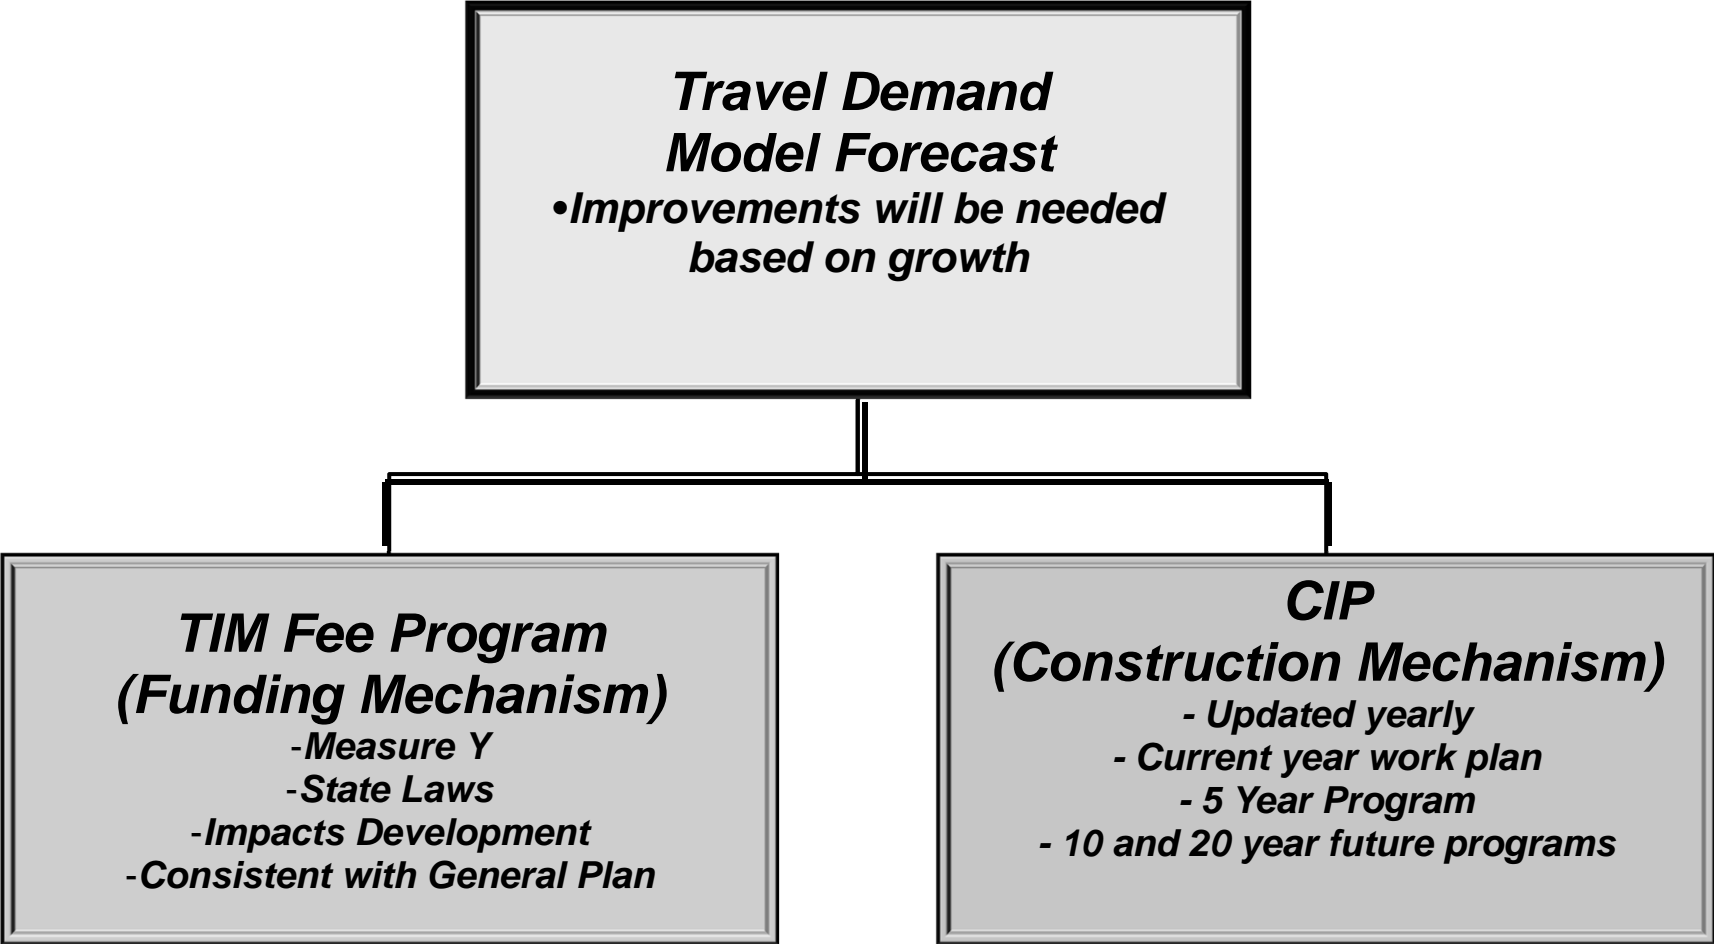 Travel Demand
Model Forecast
•Improvements will be needed
based on growth
TIM Fee Program
(Funding Mechanism)
-Measure Y
-State Laws
-Impacts Development
-Consistent with General Plan
CIP
(Construction Mechanism)
- Updated yearly
- Current year work plan
- 5 Year Program
- 10 and 20 year future programs